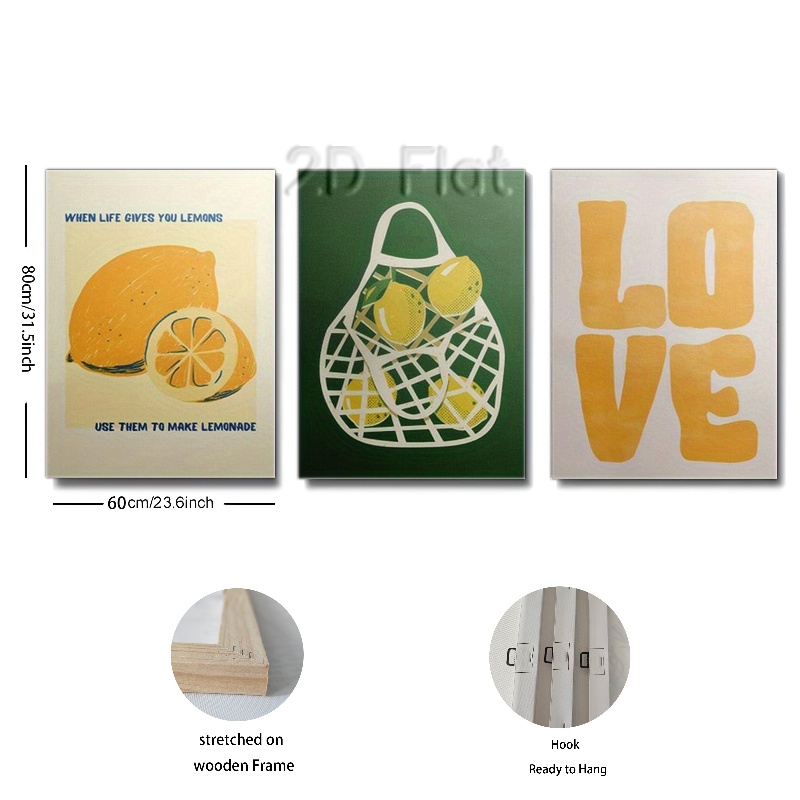 2D Flat
WHEN LIFE GIVES YOU LEMONS
USE THEM TO MAKE LEMONADE
LO
VE
80cm/31.5inch
60cm/23.6inch
stretched on
wooden Frame
Hook
Ready to Hang